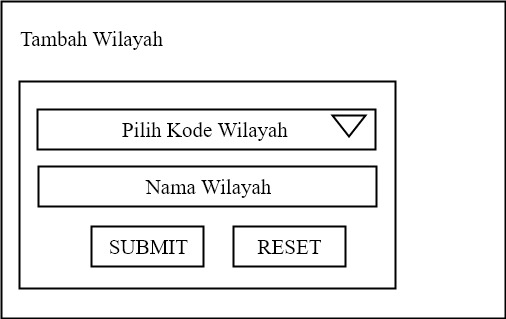 Tambah Wilayah
Pilih Kode Wilayah
Nama Wilayah
SUBMIT
RESET